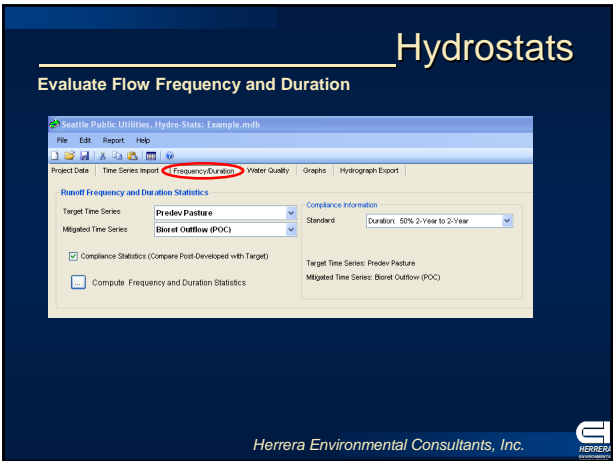 Hydrostats
Evaluate Flow Frequency and Duration
Seattle Public Utilities, Hydro-Stats: Example.mdb
File Edit Report Help
Project Data Time Series Import Frequency/Duration Water Quality Graphs Hydrograph Export
Runoff Frequency and Duration Statistics
Target Time Series Predev Pasture
Mitigated Time Series Bioret Outflow (POC)
Compliance Statistics (Compare Post-Developed with Target)
... Compute Frequency and Duration Statistics
Compliance Information
Standard Duration: 50% 2-Year to 2-Year
Target Time Series: Predev Pasture
Mitigated Time Series: Bioret Outflow (POC)
Herrera Environmental Consultants, Inc.
HERRERA